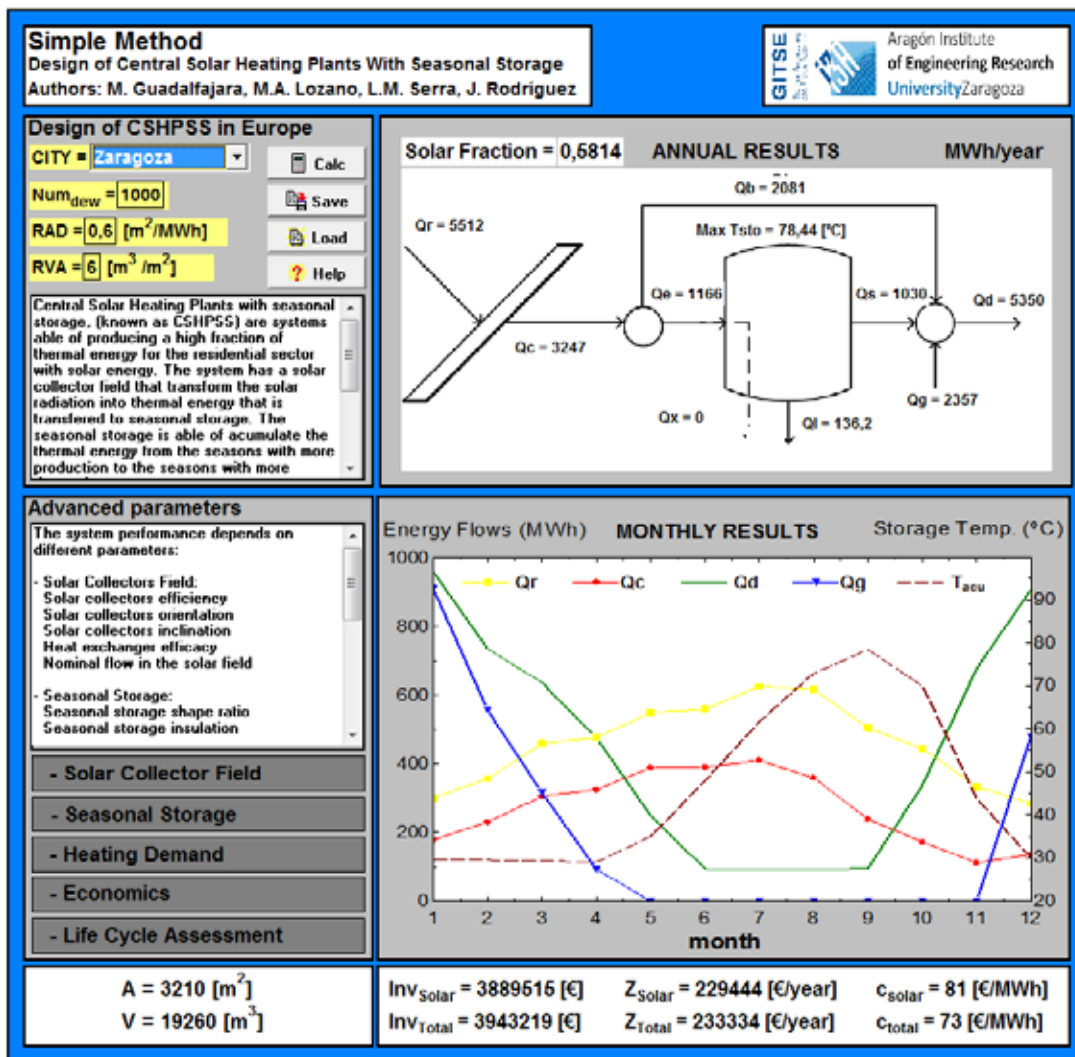 Simple Method
Design of Central Solar Heating Plants With Seasonal Storage
Authors: M. Guadalfajara, M.A. Lozano, L.M. Serra, J. Rodríguez
GITSE
Aragón Institute
of Engineering Research
UniversityZaragoza
Design of CSHPSS in Europe
CITY = Zaragoza
Calc
Num_dew = 1000
Save
RAD = 0,6 [m²/MWh]
Load
RVA = 6 [m³ /m²]
Help
Central Solar Heating Plants with seasonal
storage, (known as CSHPSS) are systems
able of producing a high fraction of
thermal energy for the residential sector
with solar energy. The system has a solar
collector field that transform the solar
radiation into thermal energy that is
transfered to seasonal storage. The
seasonal storage is able of acumulate the
thermal energy from the seasons with more
production to the seasons with more
Solar Fraction = 0,5814 ANNUAL RESULTS MWh/year
Qb = 2081
Qr = 5512
Max Tsto = 78,44 [ºC]
Qe = 1166
Qs = 1030
Qd = 5350
Qc = 3247
Qx = 0
Ql = 136,2
Qg = 2357
Advanced parameters
The system performance depends on
different parameters:
- Solar Collectors Field:
Solar collectors efficiency
Solar collectors orientation
Solar collectors inclination
Heat exchanger efficacy
Nominal flow in the solar field
- Seasonal Storage:
Seasonal storage shape ratio
Seasonal storage insulation
- Solar Collector Field
- Seasonal Storage
- Heating Demand
- Economics
- Life Cycle Assessment
Energy Flows (MWh) MONTHLY RESULTS Storage Temp. (ºC)
Qr Qc Qd Qg T_acu
1000
800
600
400
200
0
90
80
70
60
50
40
30
20
1 2 3 4 5 6 7 8 9 10 11 12
month
A = 3210 [m²]
V = 19260 [m³]
Inv_Solar = 3889515 [€] Z_Solar = 229444 [€/year] c_solar = 81 [€/MWh]
Inv_Total = 3943219 [€] Z_Total = 233334 [€/year] c_total = 73 [€/MWh]